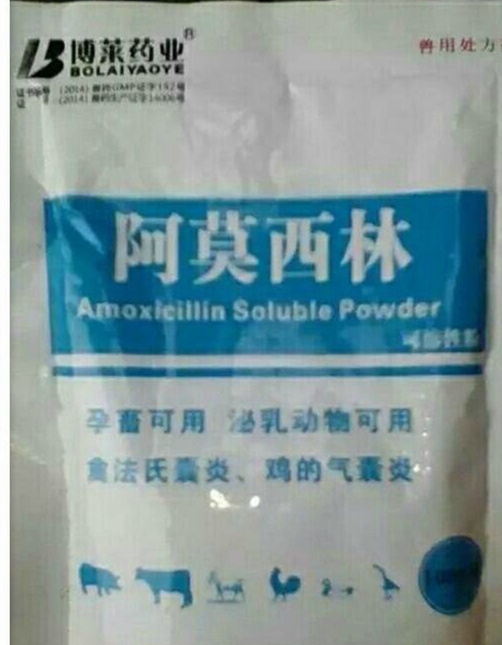 博莱药业®
BOLAIYAOYE
兽用处方
阿莫西林
Amoxicillin Soluble Powder
可溶性粉
孕畜可用 泌乳动物可用
禽法氏囊炎、鸡的气囊炎